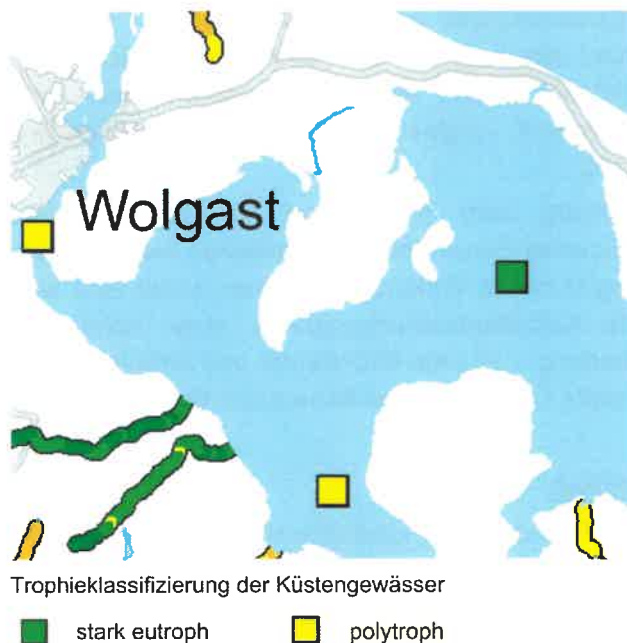 Wolgast
Trophieklassifizierung der Küstengewässer
stark eutroph
polytroph